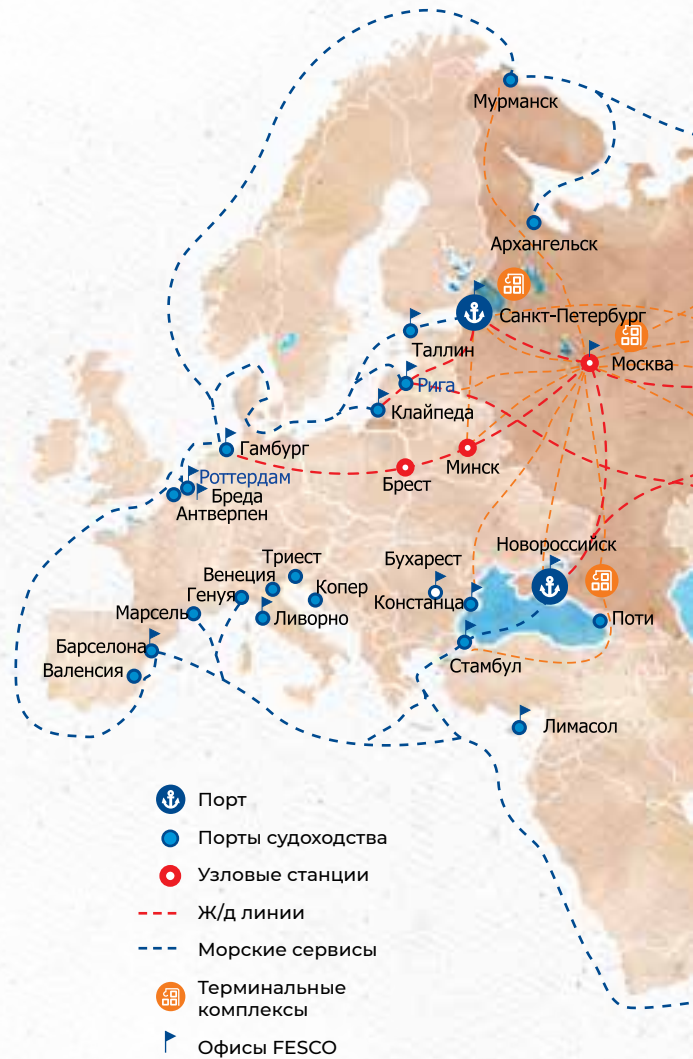 Мурманск
Архангельск
Санкт-Петербург
Таллин
Москва
Рига
Клайпеда
Гамбург
Минск
Роттердам
Брест
Бреда
Антверпен
Новороссийск
Триест
Бухарест
Венеция
Генуя
Копер
Констанца
Марсель
Ливорно
Поти
Барселона
Стамбул
Валенсия
Лимасол
Порт
Порты судоходства
Узловые станции
Ж/д линии
Морские сервисы
Терминальные
комплексы
Офисы FESCO